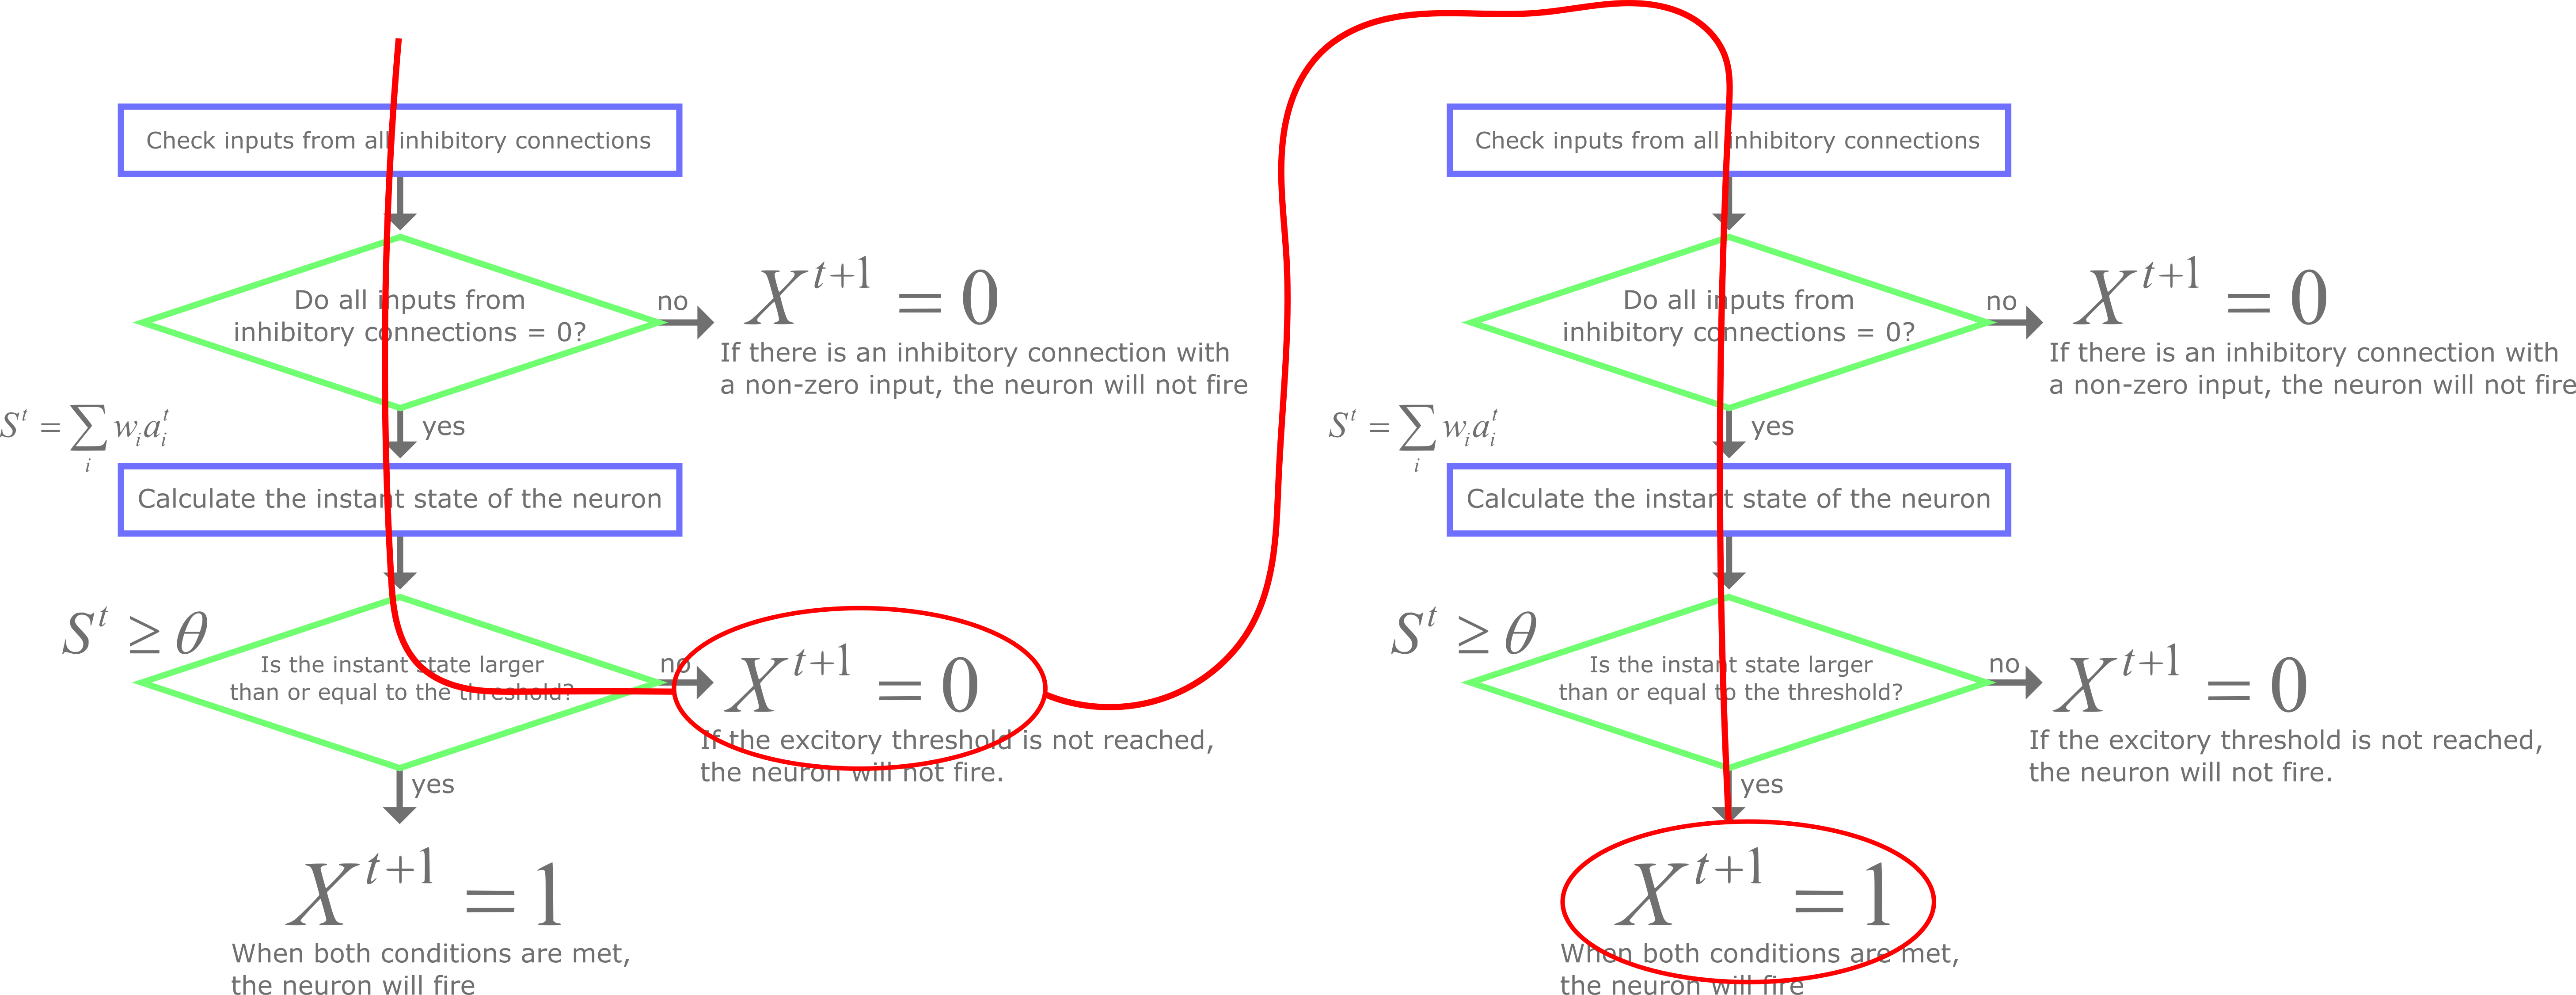 Check inputs from all inhibitory connections
Do all inputs from
inhibitory connections = 0?
no
X^{t+1} = 0
If there is an inhibitory connection with
a non-zero input, the neuron will not fire
yes
S^t = ∑_i w_i a_i^t
Calculate the instant state of the neuron
S^t ≥ θ
Is the instant state larger
than or equal to the threshold?
no
X^{t+1} = 0
If the excitory threshold is not reached,
the neuron will not fire.
yes
X^{t+1} = 1
When both conditions are met,
the neuron will fire
Check inputs from all inhibitory connections
Do all inputs from
inhibitory connections = 0?
no
X^{t+1} = 0
If there is an inhibitory connection with
a non-zero input, the neuron will not fire
yes
S^t = ∑_i w_i a_i^t
Calculate the instant state of the neuron
S^t ≥ θ
Is the instant state larger
than or equal to the threshold?
no
X^{t+1} = 0
If the excitory threshold is not reached,
the neuron will not fire.
yes
X^{t+1} = 1
When both conditions are met,
the neuron will fire